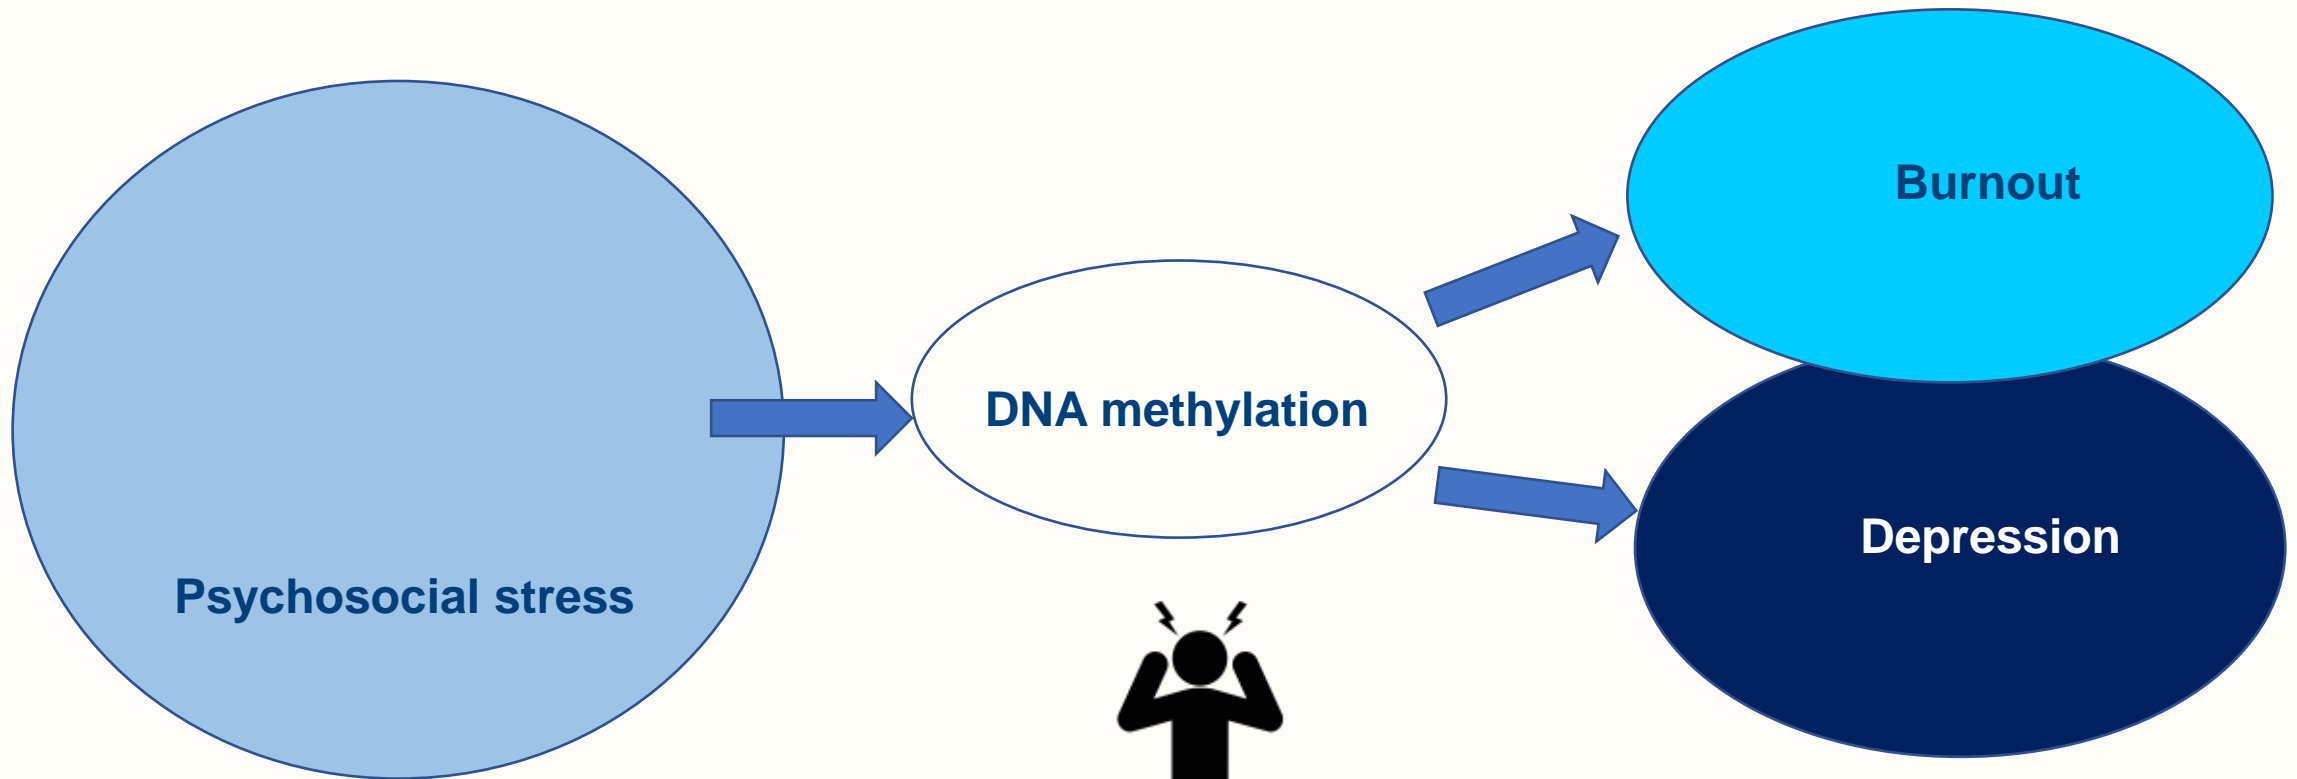 Burnout
DNA methylation
Depression
Psychosocial stress